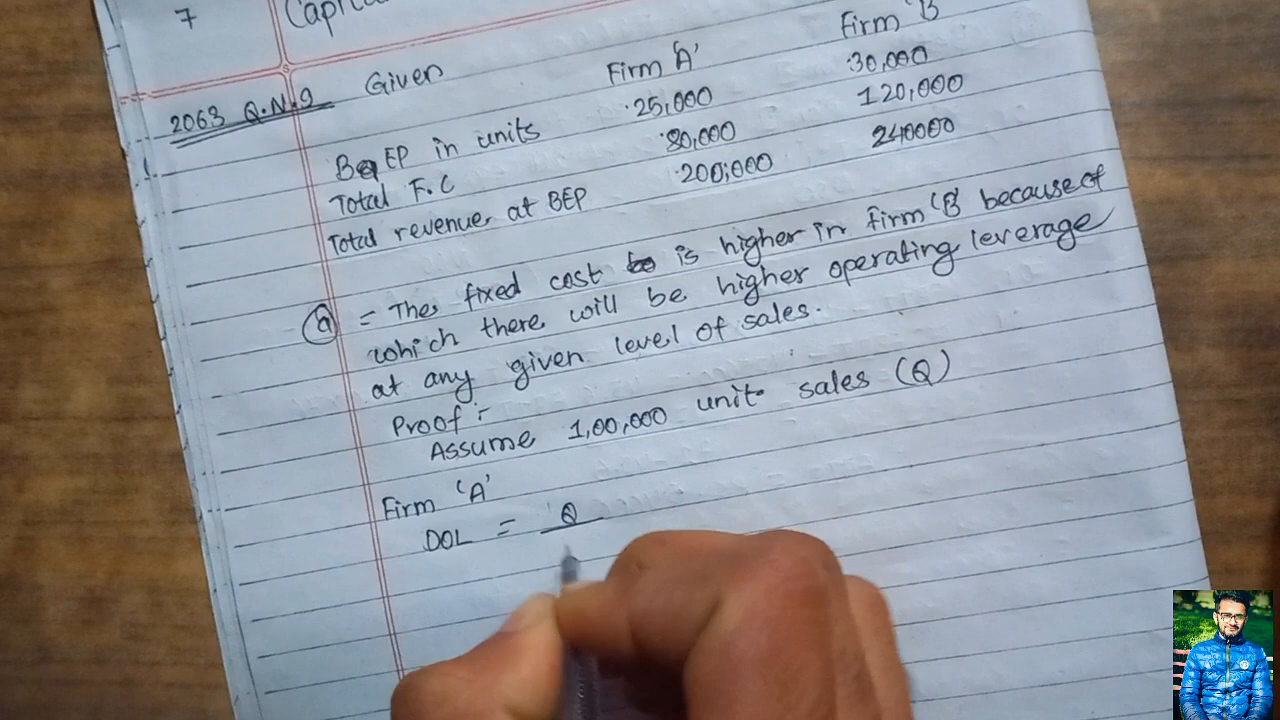 7
Given
Firm 'A'
Firm 'B'
2063 Q.N.9
BEP in units 25,000 30,000
Total F.C 80,000 120,000
Total revenue at BEP 200,000 240000
(a) = The fixed cost is higher in firm 'B' because of
which there will be higher operating leverage
at any given level of sales.
Proof :-
Assume 1,00,000 unit sales (Q)
Firm 'A'
DOL = Q